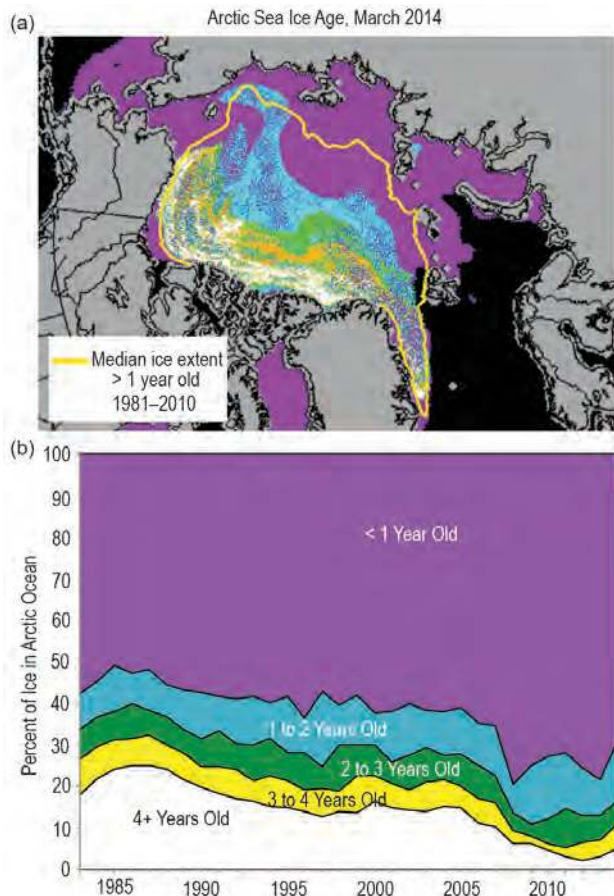 (a)
Arctic Sea Ice Age, March 2014
Median ice extent
> 1 year old
1981–2010
(b)
100
90
80
70
60
50
40
30
20
10
0
Percent of Ice in Arctic Ocean
< 1 Year Old
1 to 2 Years Old
2 to 3 Years Old
3 to 4 Years Old
4+ Years Old
1985
1990
1995
2000
2005
2010